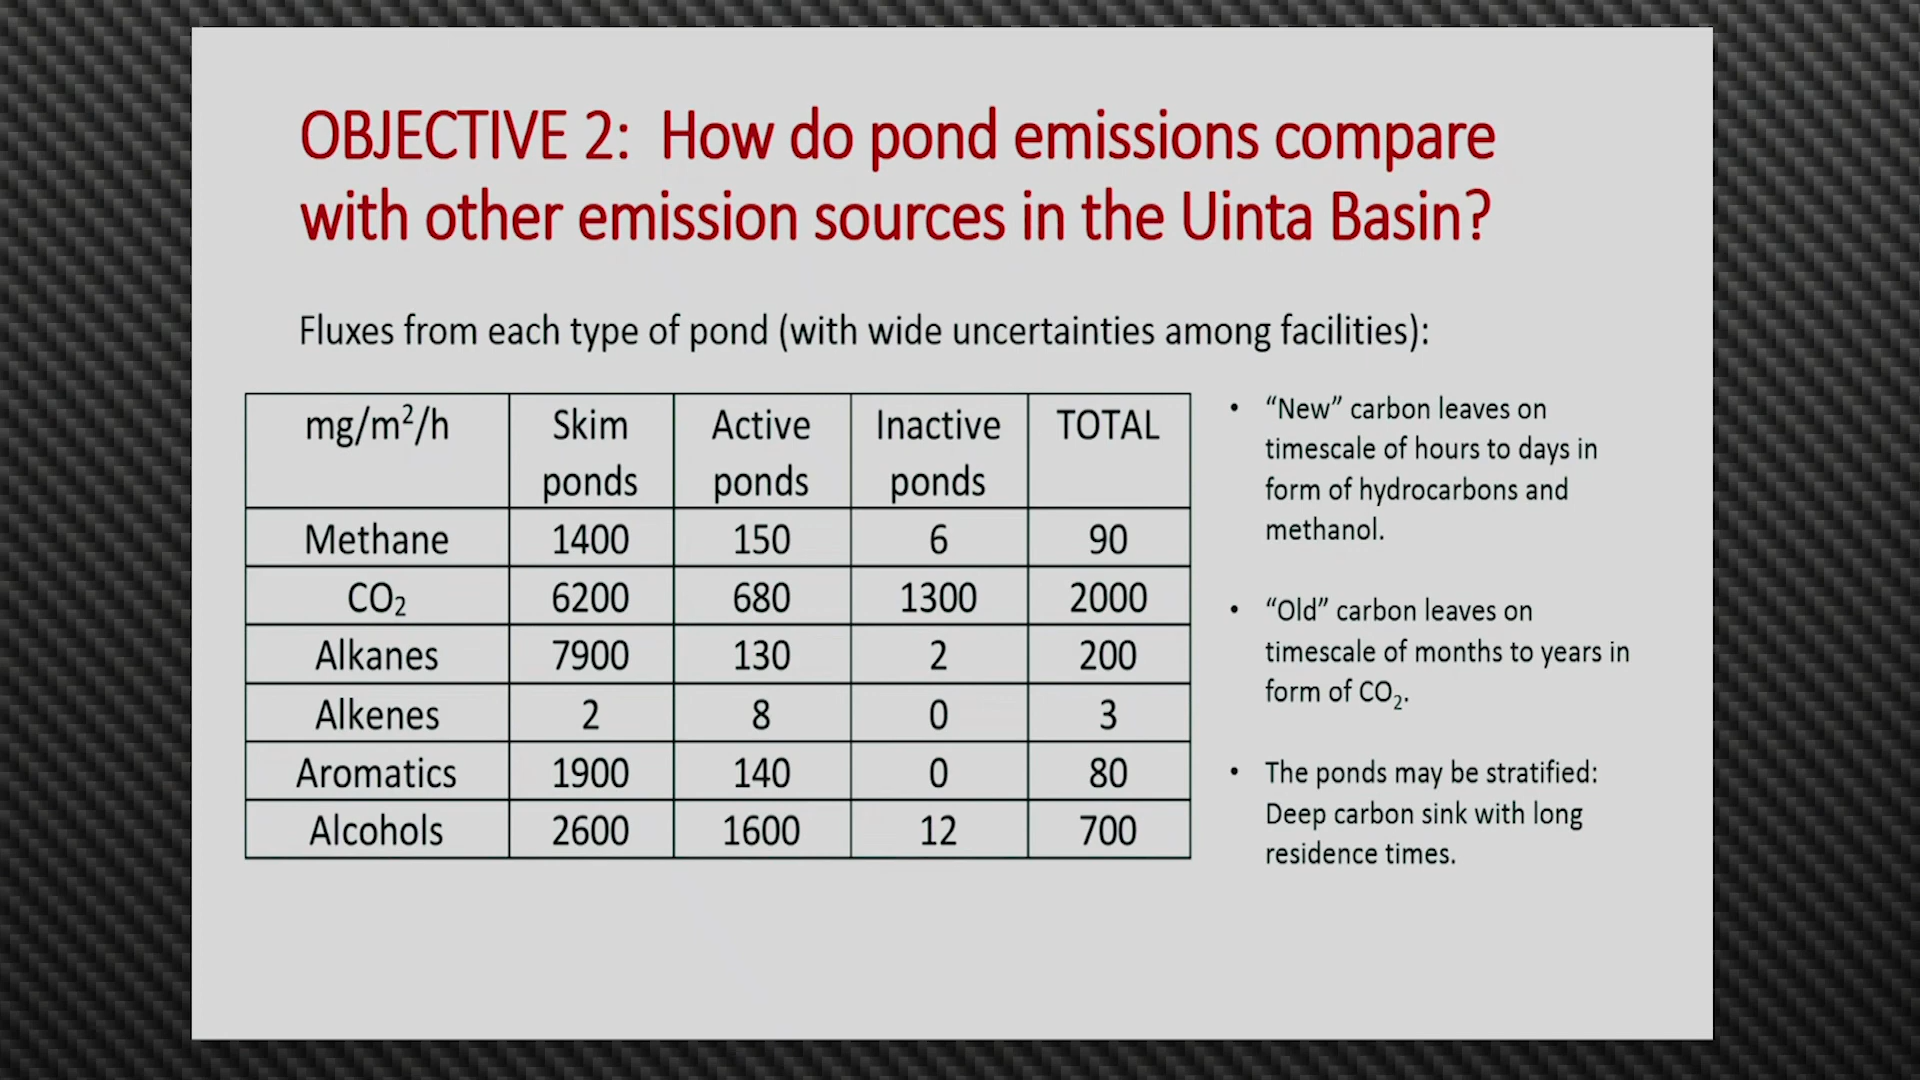 OBJECTIVE 2: How do pond emissions compare
with other emission sources in the Uinta Basin?
Fluxes from each type of pond (with wide uncertainties among facilities):
mg/m²/h Skim ponds Active ponds Inactive ponds TOTAL
Methane 1400 150 6 90
CO₂ 6200 680 1300 2000
Alkanes 7900 130 2 200
Alkenes 2 8 0 3
Aromatics 1900 140 0 80
Alcohols 2600 1600 12 700
• “New” carbon leaves on
timescale of hours to days in
form of hydrocarbons and
methanol.
• “Old” carbon leaves on
timescale of months to years in
form of CO₂.
• The ponds may be stratified:
Deep carbon sink with long
residence times.